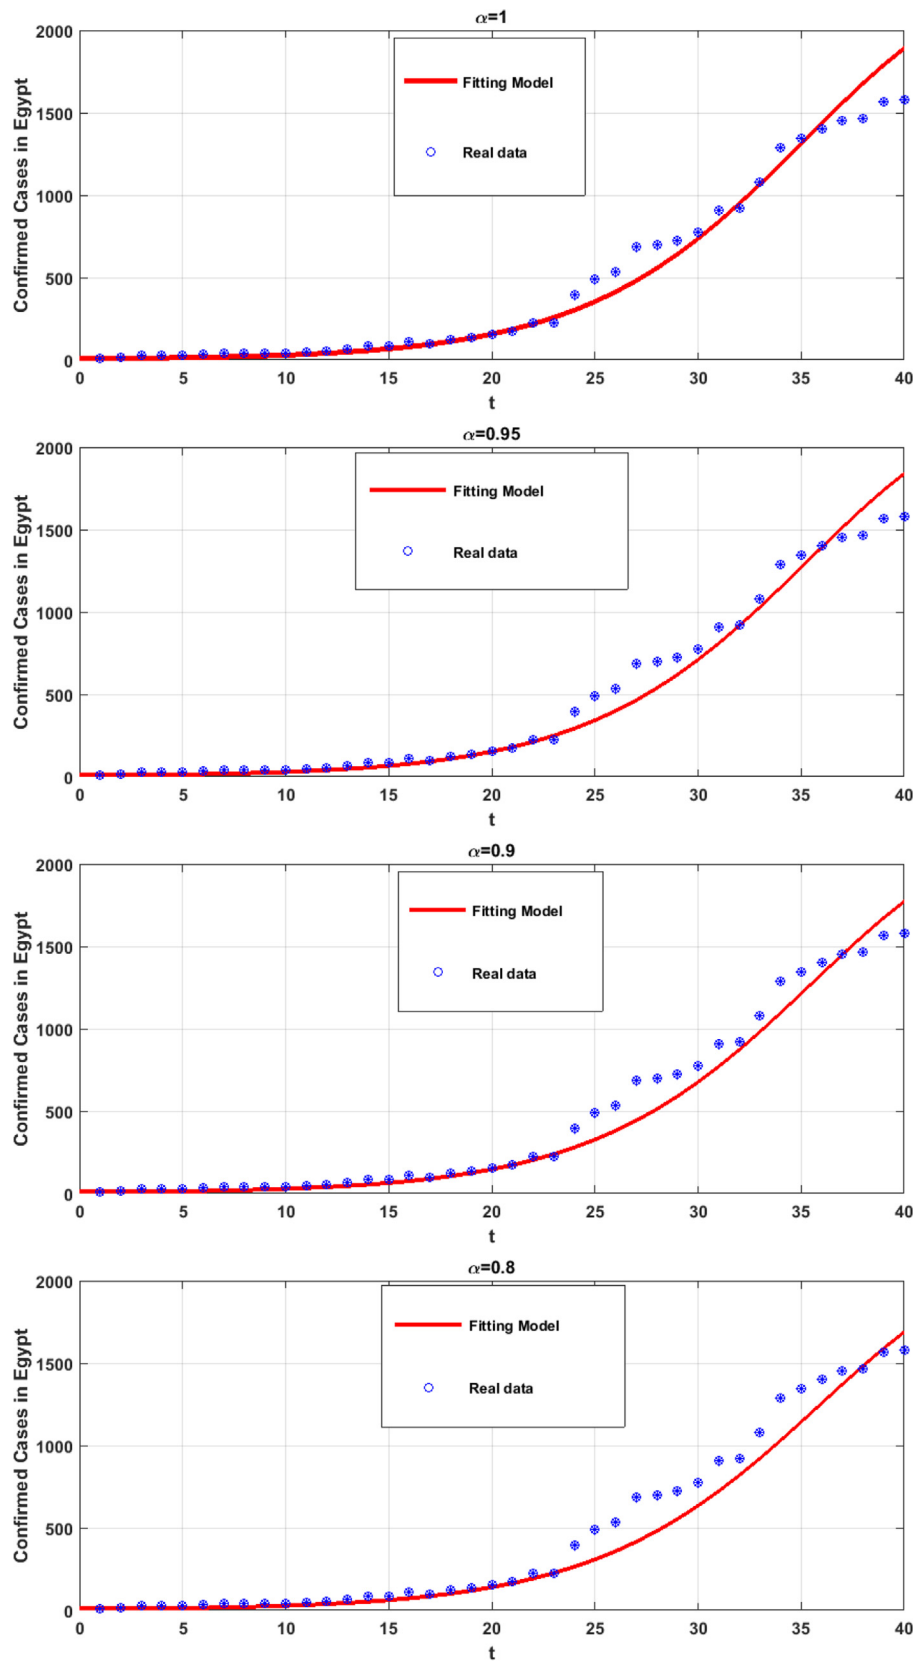 α=1
2000
1500
1000
500
0
Confirmed Cases in Egypt
Fitting Model
Real data
0 5 10 15 20 25 30 35 40
t
α=0.95
2000
1500
1000
500
0
Confirmed Cases in Egypt
Fitting Model
Real data
0 5 10 15 20 25 30 35 40
t
α=0.9
2000
1500
1000
500
0
Confirmed Cases in Egypt
Fitting Model
Real data
0 5 10 15 20 25 30 35 40
t
α=0.8
2000
1500
1000
500
0
Confirmed Cases in Egypt
Fitting Model
Real data
0 5 10 15 20 25 30 35 40
t